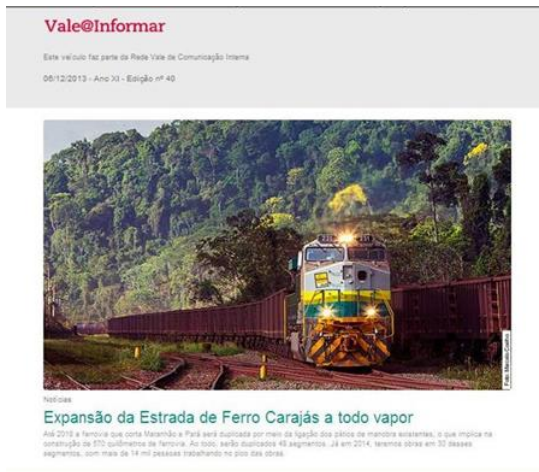 Vale@Informar
Este veículo faz parte da Rede Vale de Comunicação Interna
06/12/2013 - Ano XI - Edição nº 40
Foto: Marcelo Coelho
Notícias
Expansão da Estrada de Ferro Carajás a todo vapor
Até 2018 a ferrovia que corta Maranhão e Pará será duplicada por meio da ligação dos pátios de manobra existentes, o que implica na
construção de 570 quilômetros de ferrovia. Ao todo, serão duplicados 48 segmentos. Já em 2014, teremos obras em 30 desses
segmentos, com mais de 14 mil pessoas trabalhando no pico das obras.